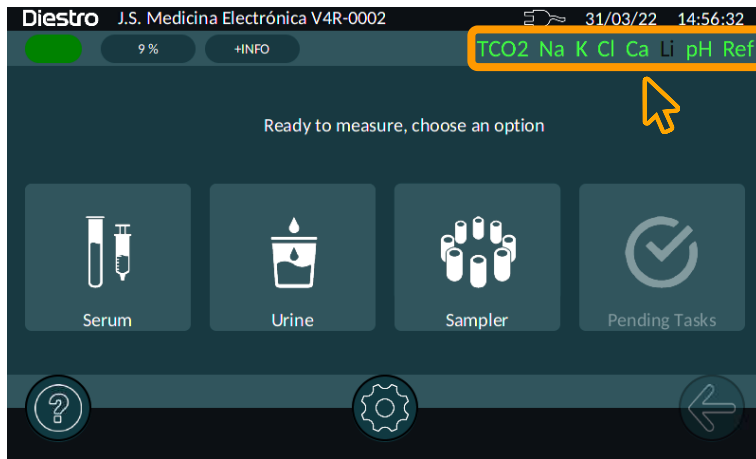 Diestro J.S. Medicina Electrónica V4R-0002 31/03/22 14:56:32
9 % +INFO TCO2 Na K Cl Ca Li pH Ref
Ready to measure, choose an option
Serum Urine Sampler Pending Tasks
?